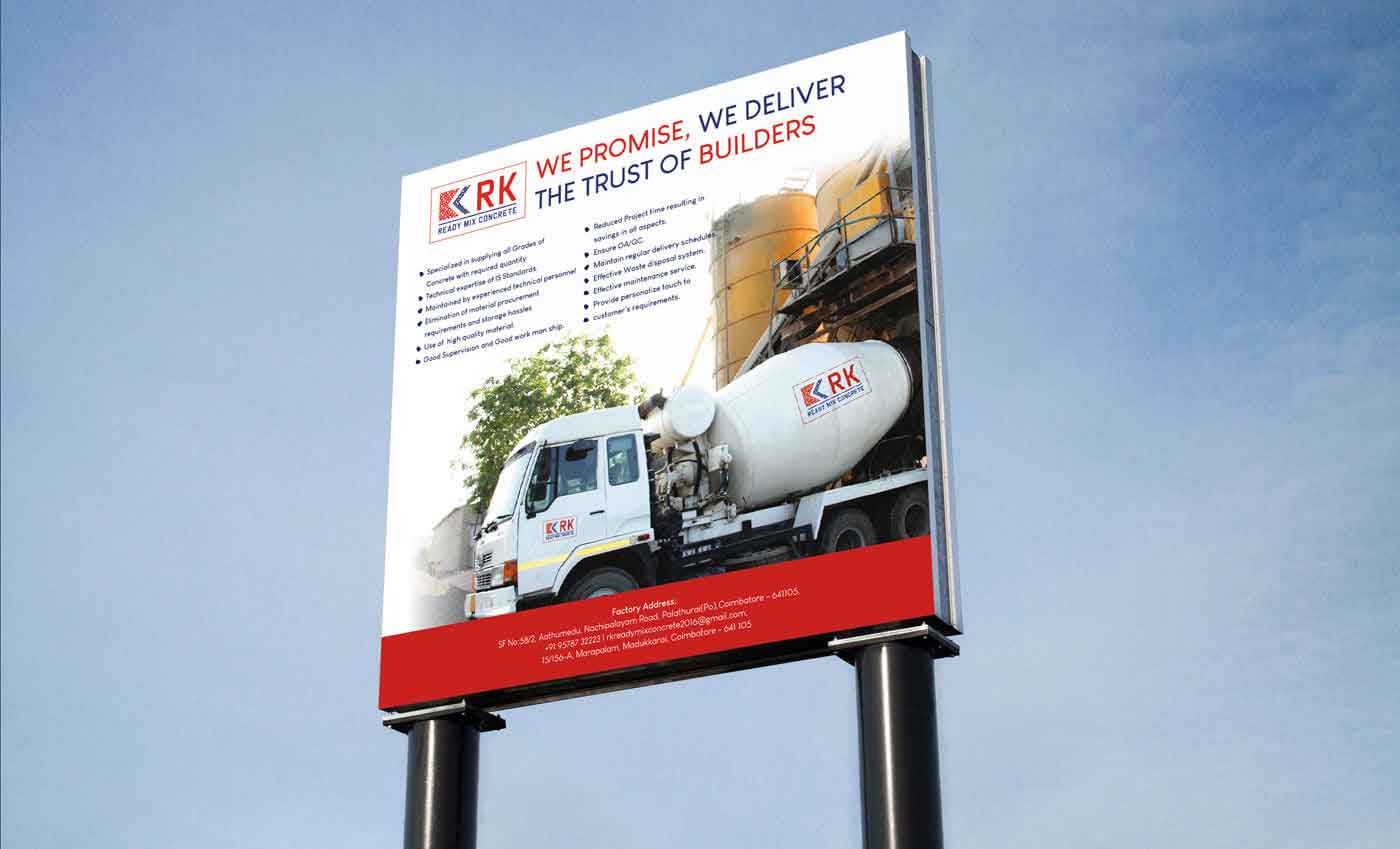 RK
READY MIX CONCRETE
WE PROMISE, WE DELIVER
THE TRUST OF BUILDERS
Specialized in supplying all Grades of
Concrete with required quantity
Technical expertise of IS Standards.
Maintained by experienced technical personnel
Elimination of material procurement
requirements and storage hassles
Use of high quality material.
Good Supervision and Good work man ship.
Reduced Project time resulting in
savings in all aspects.
Ensure QA/QC.
Maintain regular delivery schedules
Effective Waste disposal system.
Effective maintenance service.
Provide personalize touch to
customer's requirements.
RK
READY MIX CONCRETE
RK
READY MIX CONCRETE
Factory Address:
SF No:58/2, Aathumedu, Nachipalayam Road, Palathurai(Po),Coimbatore - 641105.
+91 95787 32223 | rkreadymixconcrete2016@gmail.com,
15/156-A, Marapalam, Madukkarai, Coimbatore - 641 105